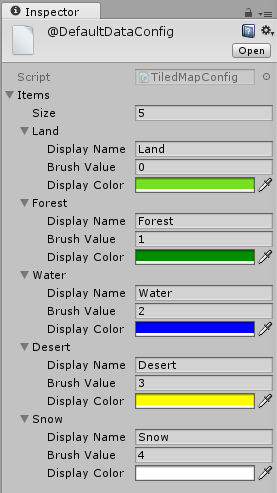 Inspector
@DefaultDataConfig
Open
Script TiledMapConfig
Items
Size 5
Land
Display Name Land
Brush Value 0
Display Color
Forest
Display Name Forest
Brush Value 1
Display Color
Water
Display Name Water
Brush Value 2
Display Color
Desert
Display Name Desert
Brush Value 3
Display Color
Snow
Display Name Snow
Brush Value 4
Display Color